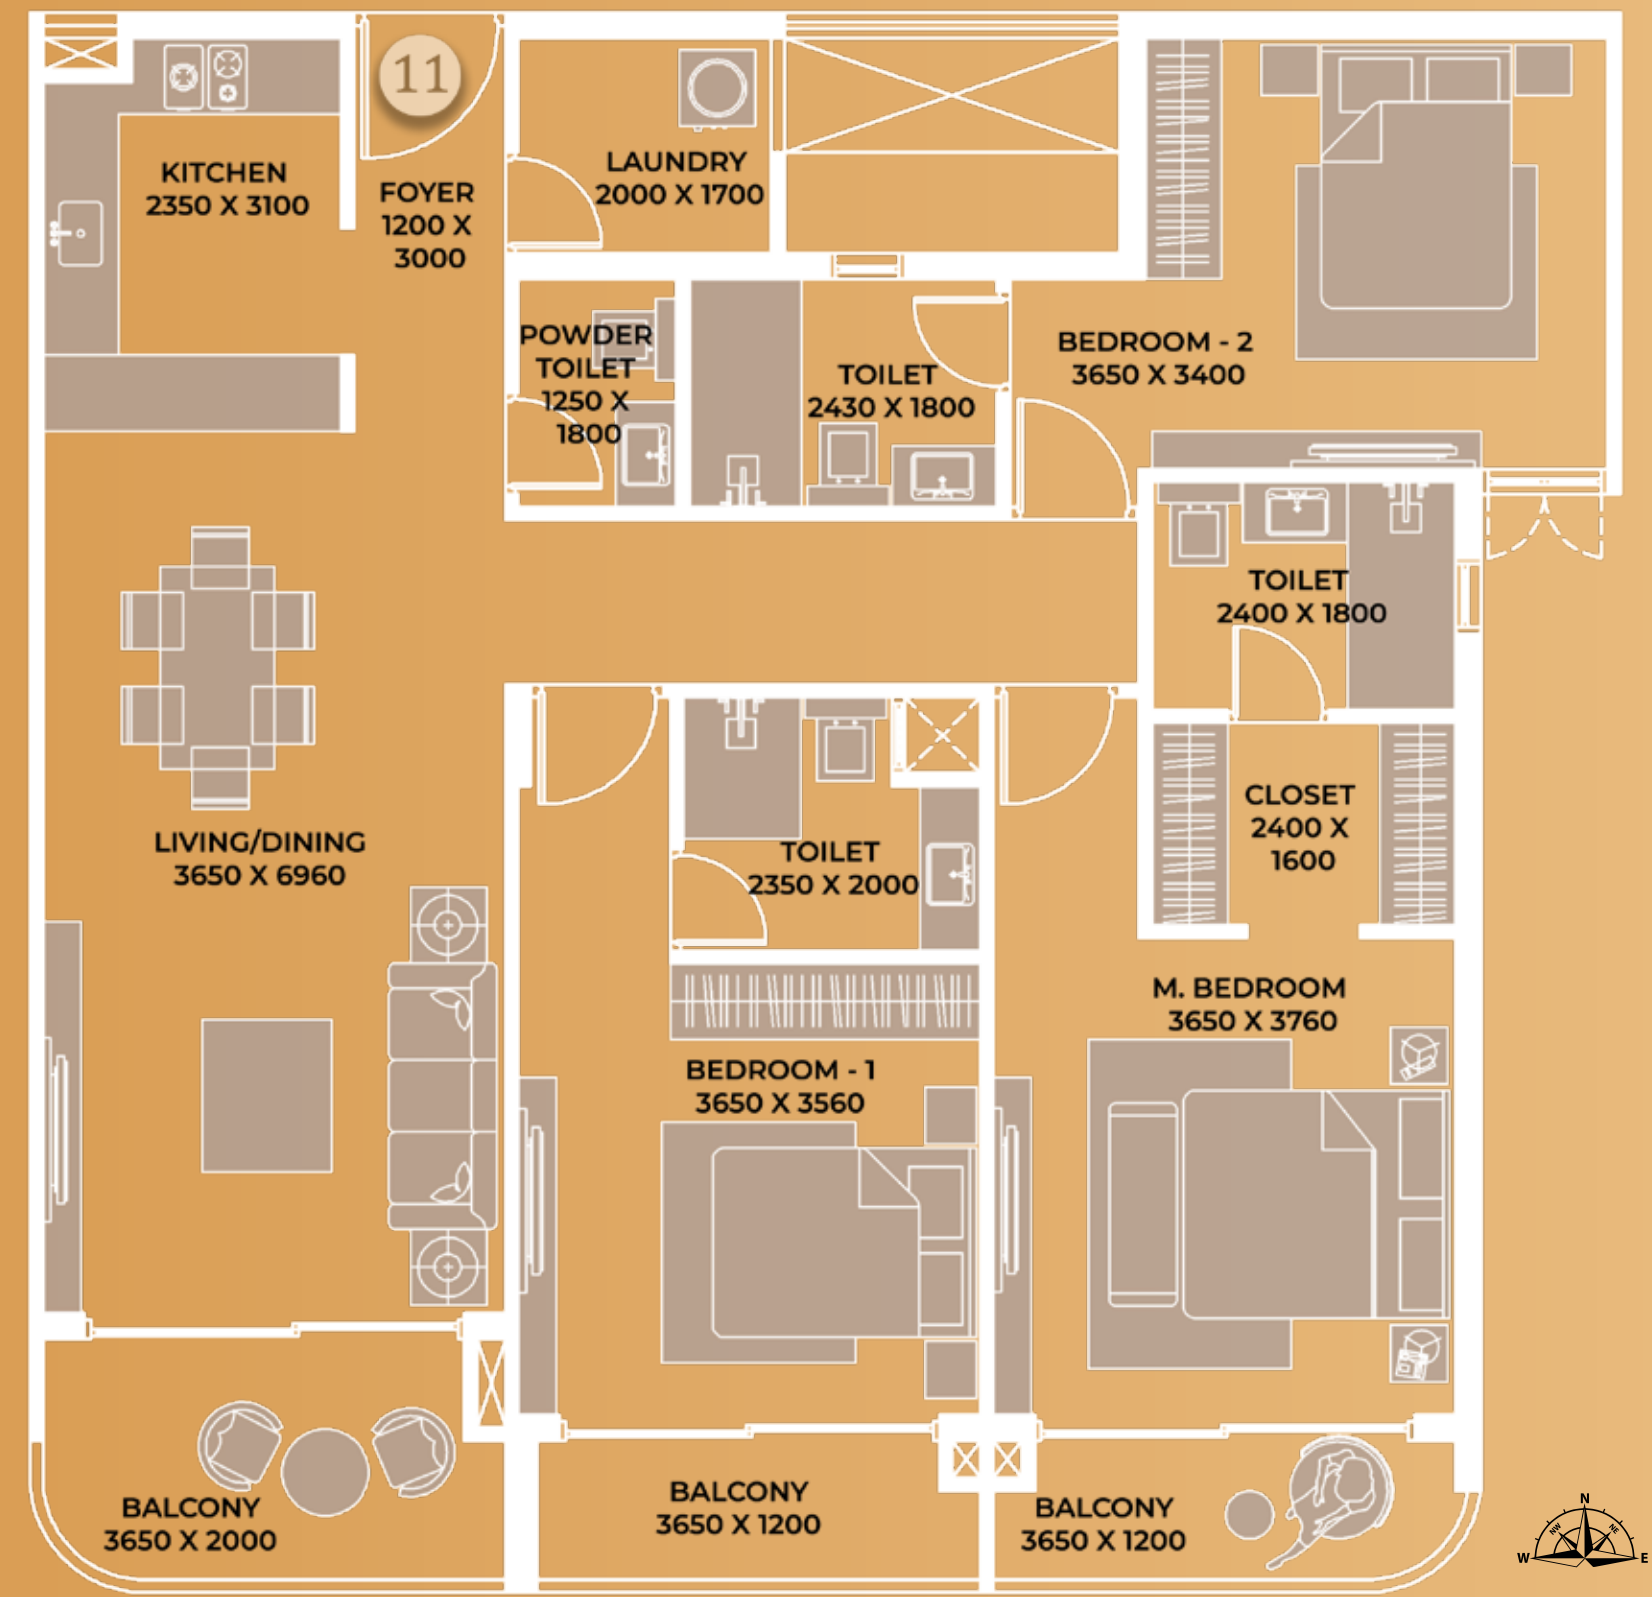 11
KITCHEN
2350 X 3100
FOYER
1200 X
3000
LAUNDRY
2000 X 1700
POWDER
TOILET
1250 X
1800
TOILET
2430 X 1800
BEDROOM - 2
3650 X 3400
TOILET
2400 X 1800
LIVING/DINING
3650 X 6960
TOILET
2350 X 2000
CLOSET
2400 X
1600
M. BEDROOM
3650 X 3760
BEDROOM - 1
3650 X 3560
BALCONY
3650 X 2000
BALCONY
3650 X 1200
BALCONY
3650 X 1200
N
NW NE
W E